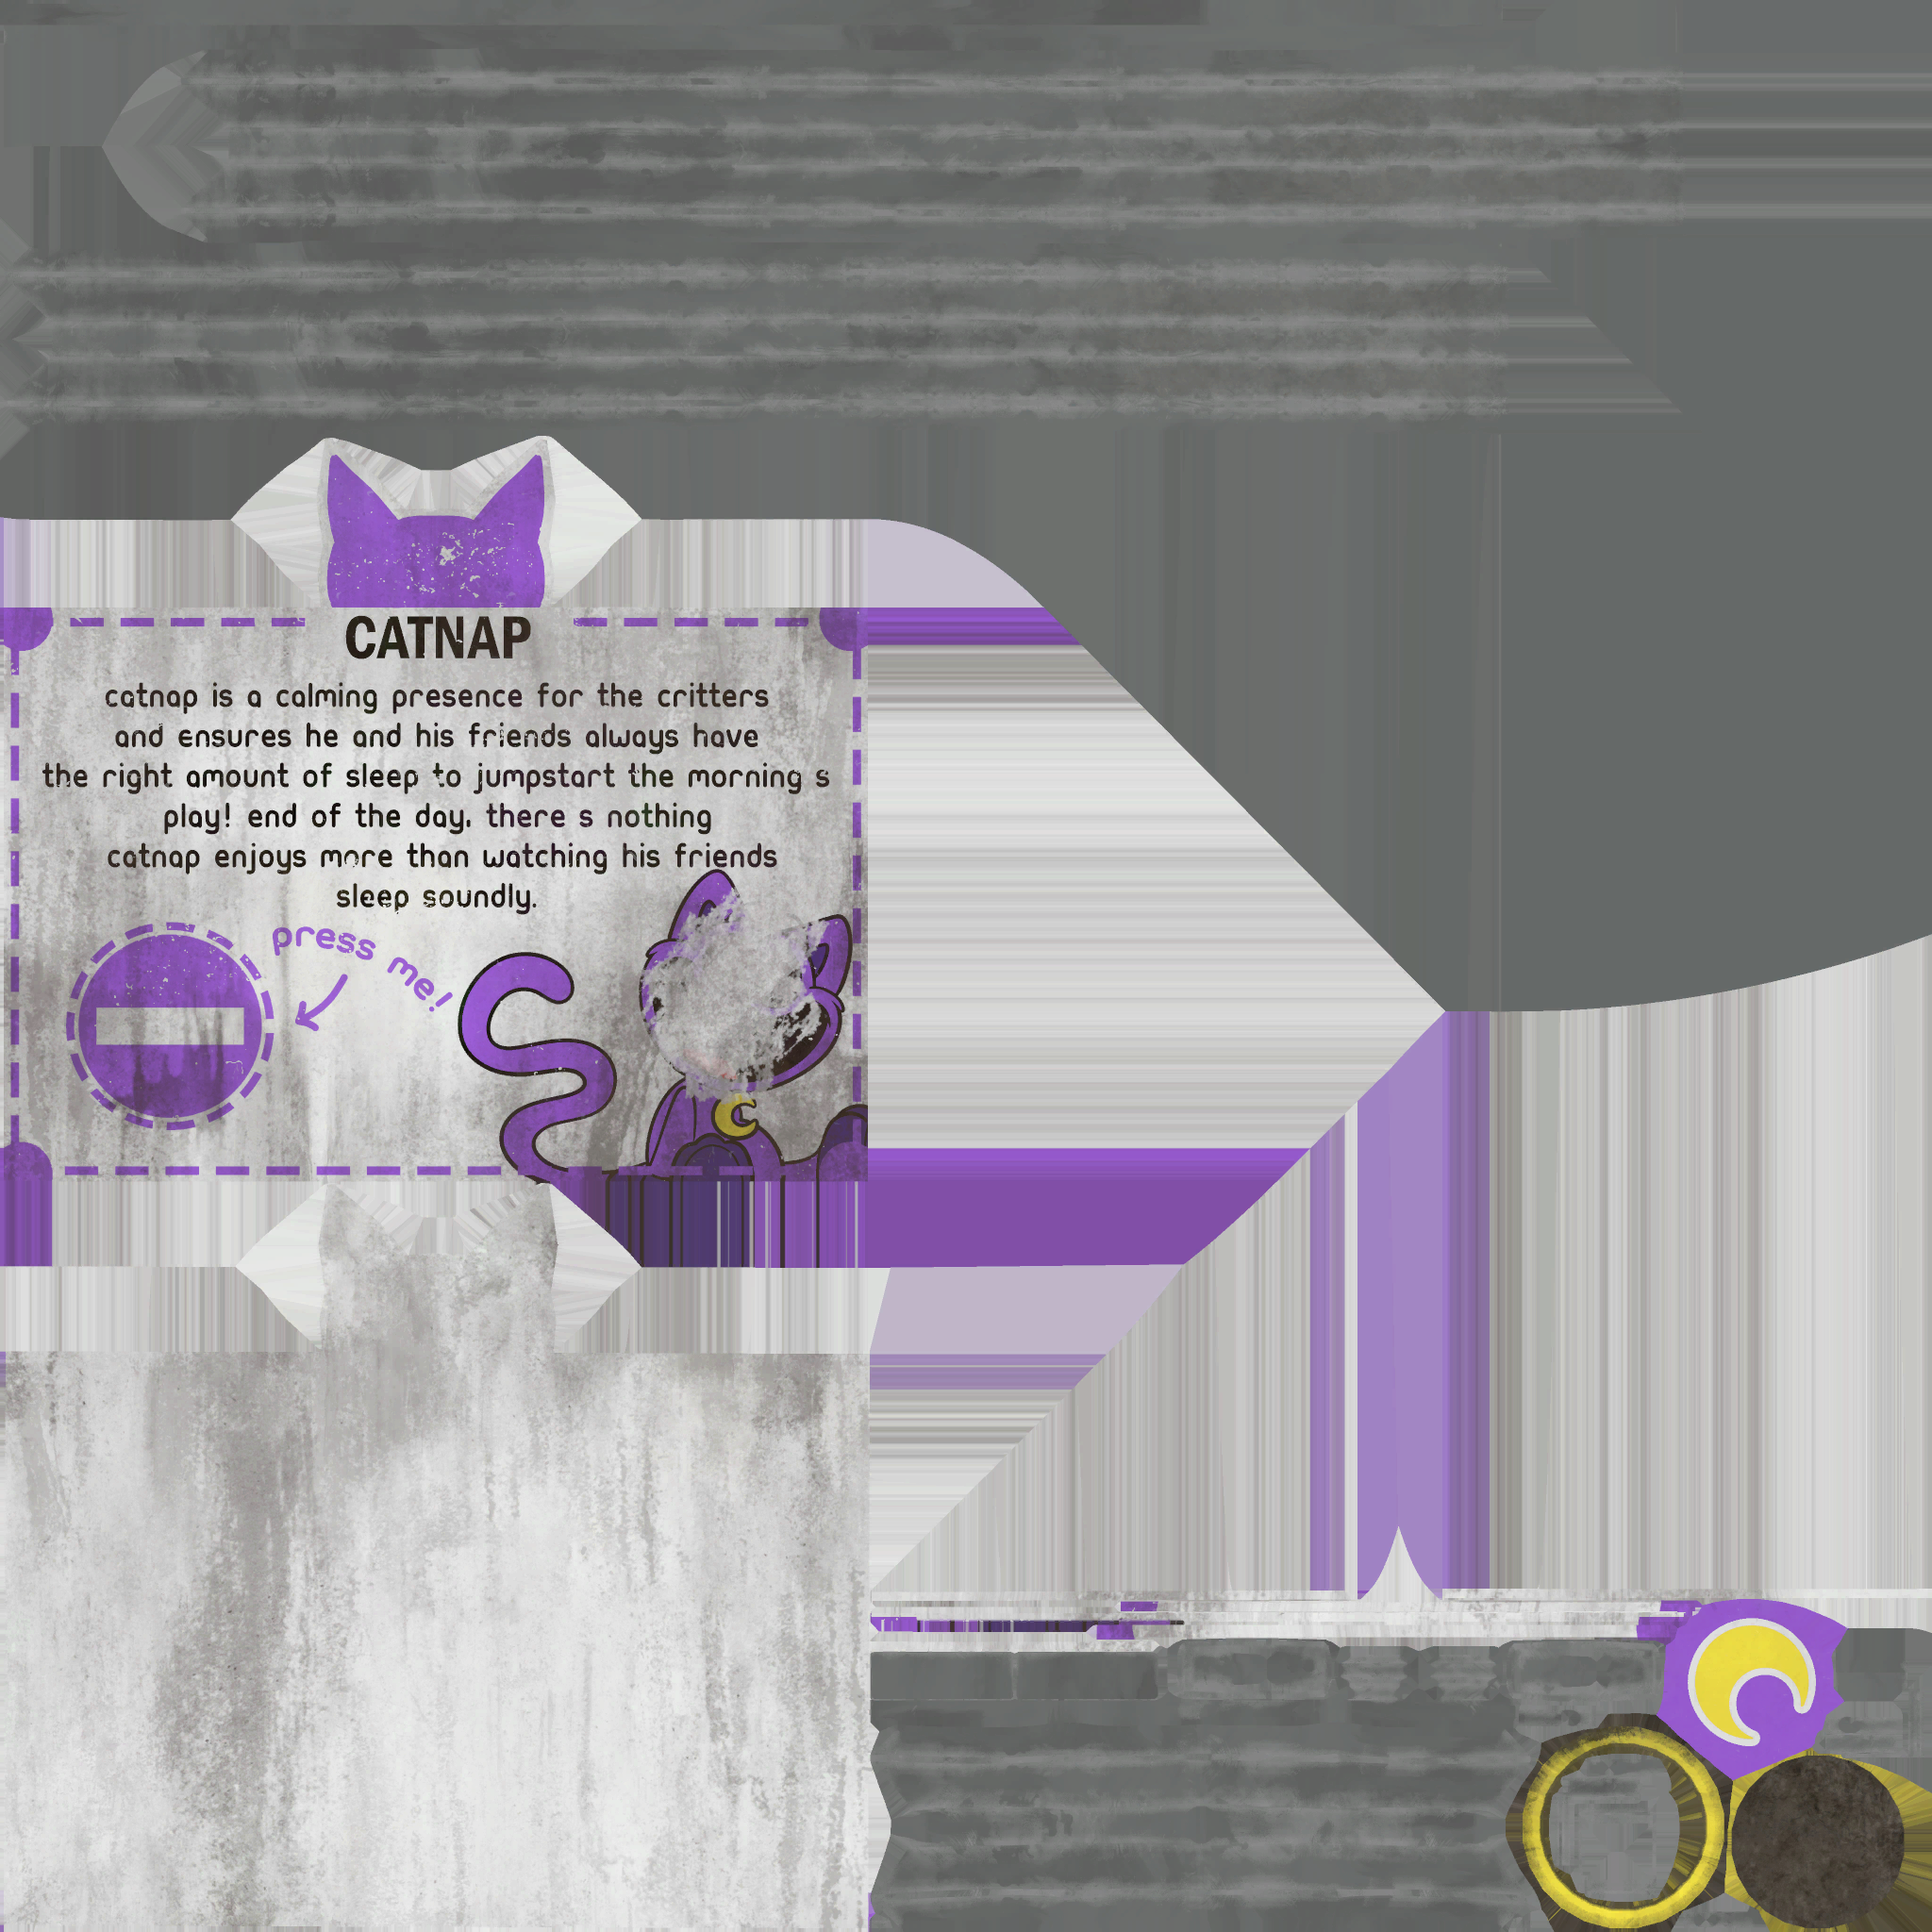 CATNAP
catnap is a calming presence for the critters
and ensures he and his friends always have
the right amount of sleep to jumpstart the morning s
play! end of the day, there s nothing
catnap enjoys more than watching his friends
sleep soundly.
press me!